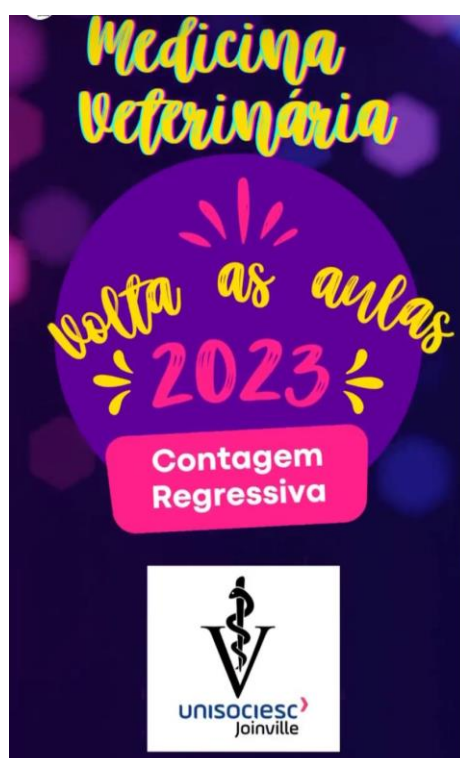 Medicina
Veterinária
volta as aulas
2023
Contagem
Regressiva
V
unisociesc
Joinville